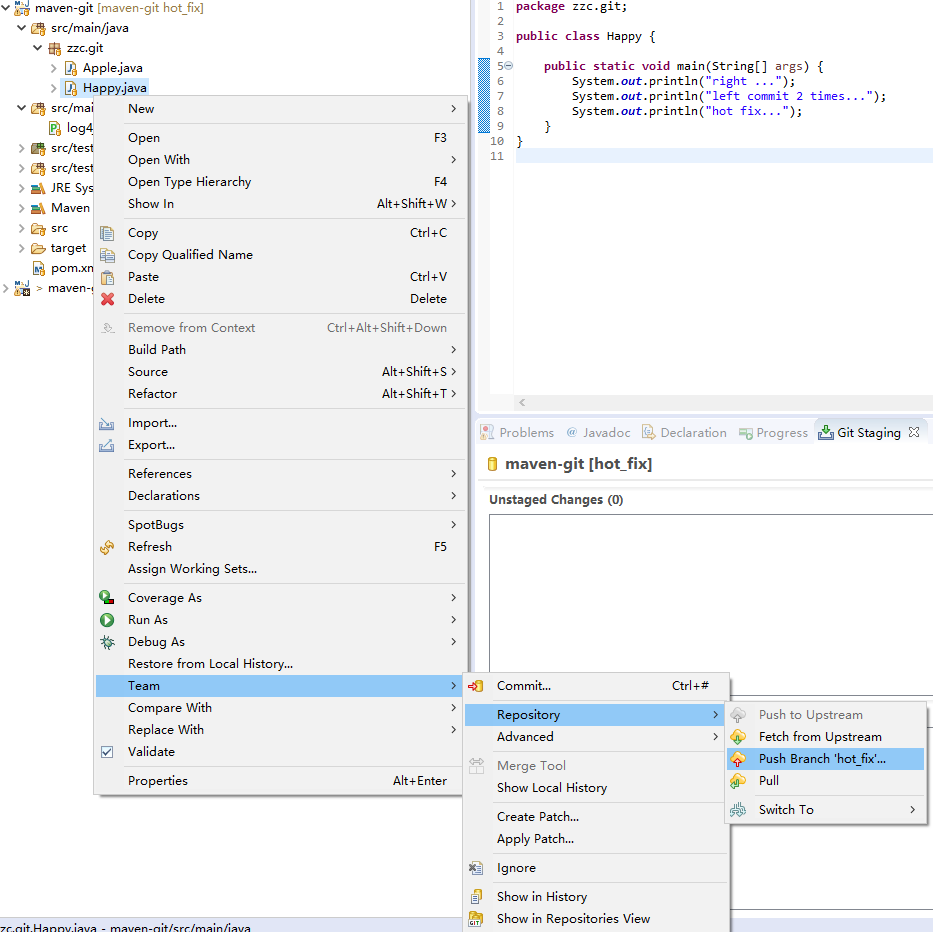 maven-git [maven-git hot_fix]
src/main/java
zzc.git
Apple.java
Happy.java
src/mai
log4
src/test
src/test
JRE Sys
Maven
src
target
pom.xm
> maven-g
New
Open F3
Open With
Open Type Hierarchy F4
Show In Alt+Shift+W
Copy Ctrl+C
Copy Qualified Name
Paste Ctrl+V
Delete Delete
Remove from Context Ctrl+Alt+Shift+Down
Build Path
Source Alt+Shift+S
Refactor Alt+Shift+T
Import...
Export...
References
Declarations
SpotBugs
Refresh F5
Assign Working Sets...
Coverage As
Run As
Debug As
Restore from Local History...
Team
Compare With
Replace With
Validate
Properties Alt+Enter
1 package zzc.git;
2
3 public class Happy {
4
5 public static void main(String[] args) {
6 System.out.println("right ...");
7 System.out.println("left commit 2 times...");
8 System.out.println("hot fix...");
9 }
10 }
11
Problems @ Javadoc Declaration Progress Git Staging
maven-git [hot_fix]
Unstaged Changes (0)
Commit... Ctrl+#
Repository
Advanced
Merge Tool
Show Local History
Create Patch...
Apply Patch...
Ignore
Show in History
GIT Show in Repositories View
Push to Upstream
Fetch from Upstream
Push Branch 'hot_fix'...
Pull
Switch To
zc.git.Happy.java - maven-git/src/main/java